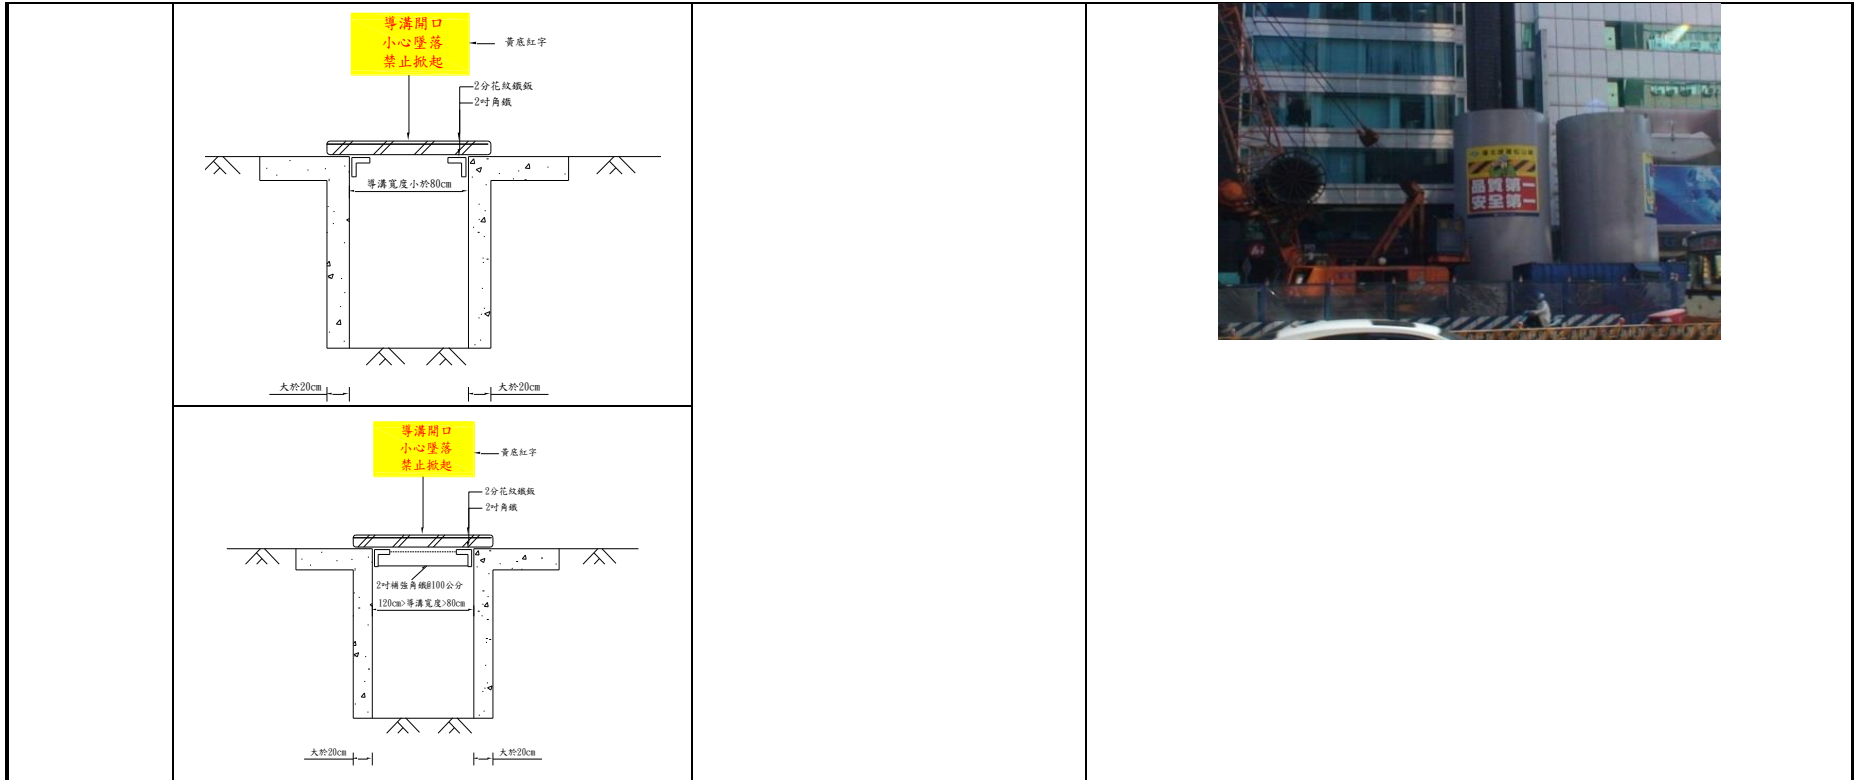 導溝開口
小心墜落
禁止掀起
黃底紅字
2分花紋鐵鈑
2吋角鐵
導溝寬度小於80cm
大於20cm
大於20cm
導溝開口
小心墜落
禁止掀起
黃底紅字
2分花紋鐵鈑
2吋角鐵
2吋補強角鐵@100公分
120cm>導溝寬度>80cm
大於20cm
大於20cm
品質第一
安全第一